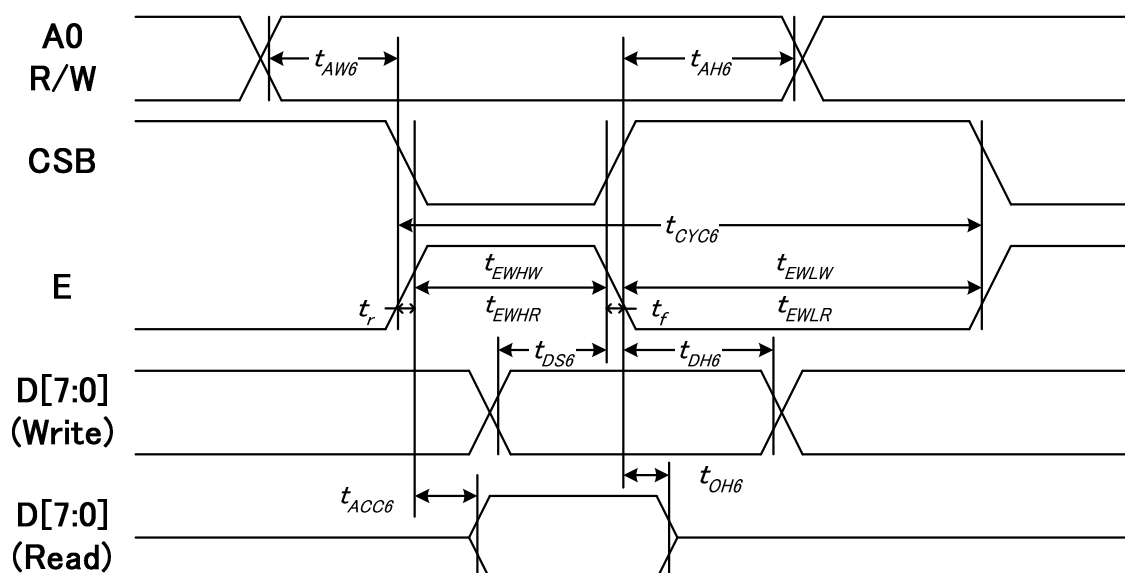 A0
R/W
tAW6
tAH6
CSB
tCYC6
E
tEWHW
tEWLW
tr
tEWHR
tf
tEWLR
tDS6
tDH6
D[7:0]
(Write)
tACC6
tOH6
D[7:0]
(Read)